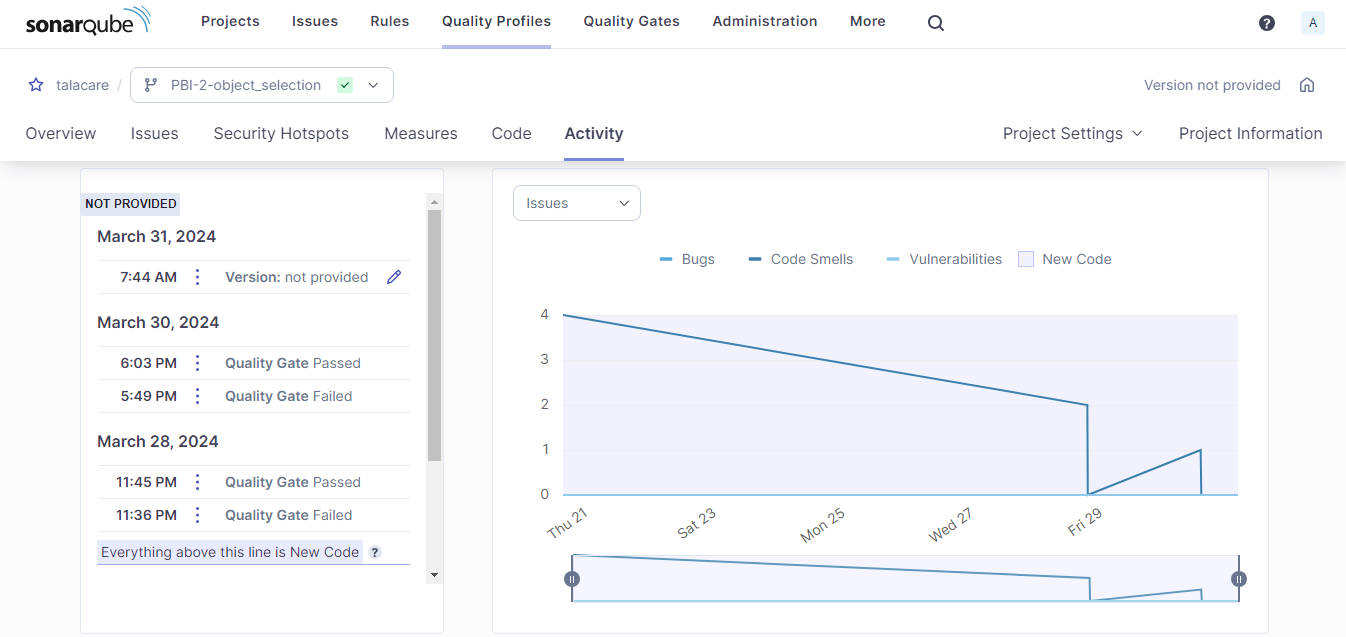 sonarqube Projects Issues Rules Quality Profiles Quality Gates Administration More ? A
talacare / PBI-2-object_selection Version not provided
Overview Issues Security Hotspots Measures Code Activity Project Settings Project Information
NOT PROVIDED
March 31, 2024
7:44 AM Version: not provided
March 30, 2024
6:03 PM Quality Gate Passed
5:49 PM Quality Gate Failed
March 28, 2024
11:45 PM Quality Gate Passed
11:36 PM Quality Gate Failed
Everything above this line is New Code ?
Issues
Bugs Code Smells Vulnerabilities New Code
4
3
2
1
0
Thu 21 Sat 23 Mon 25 Wed 27 Fri 29